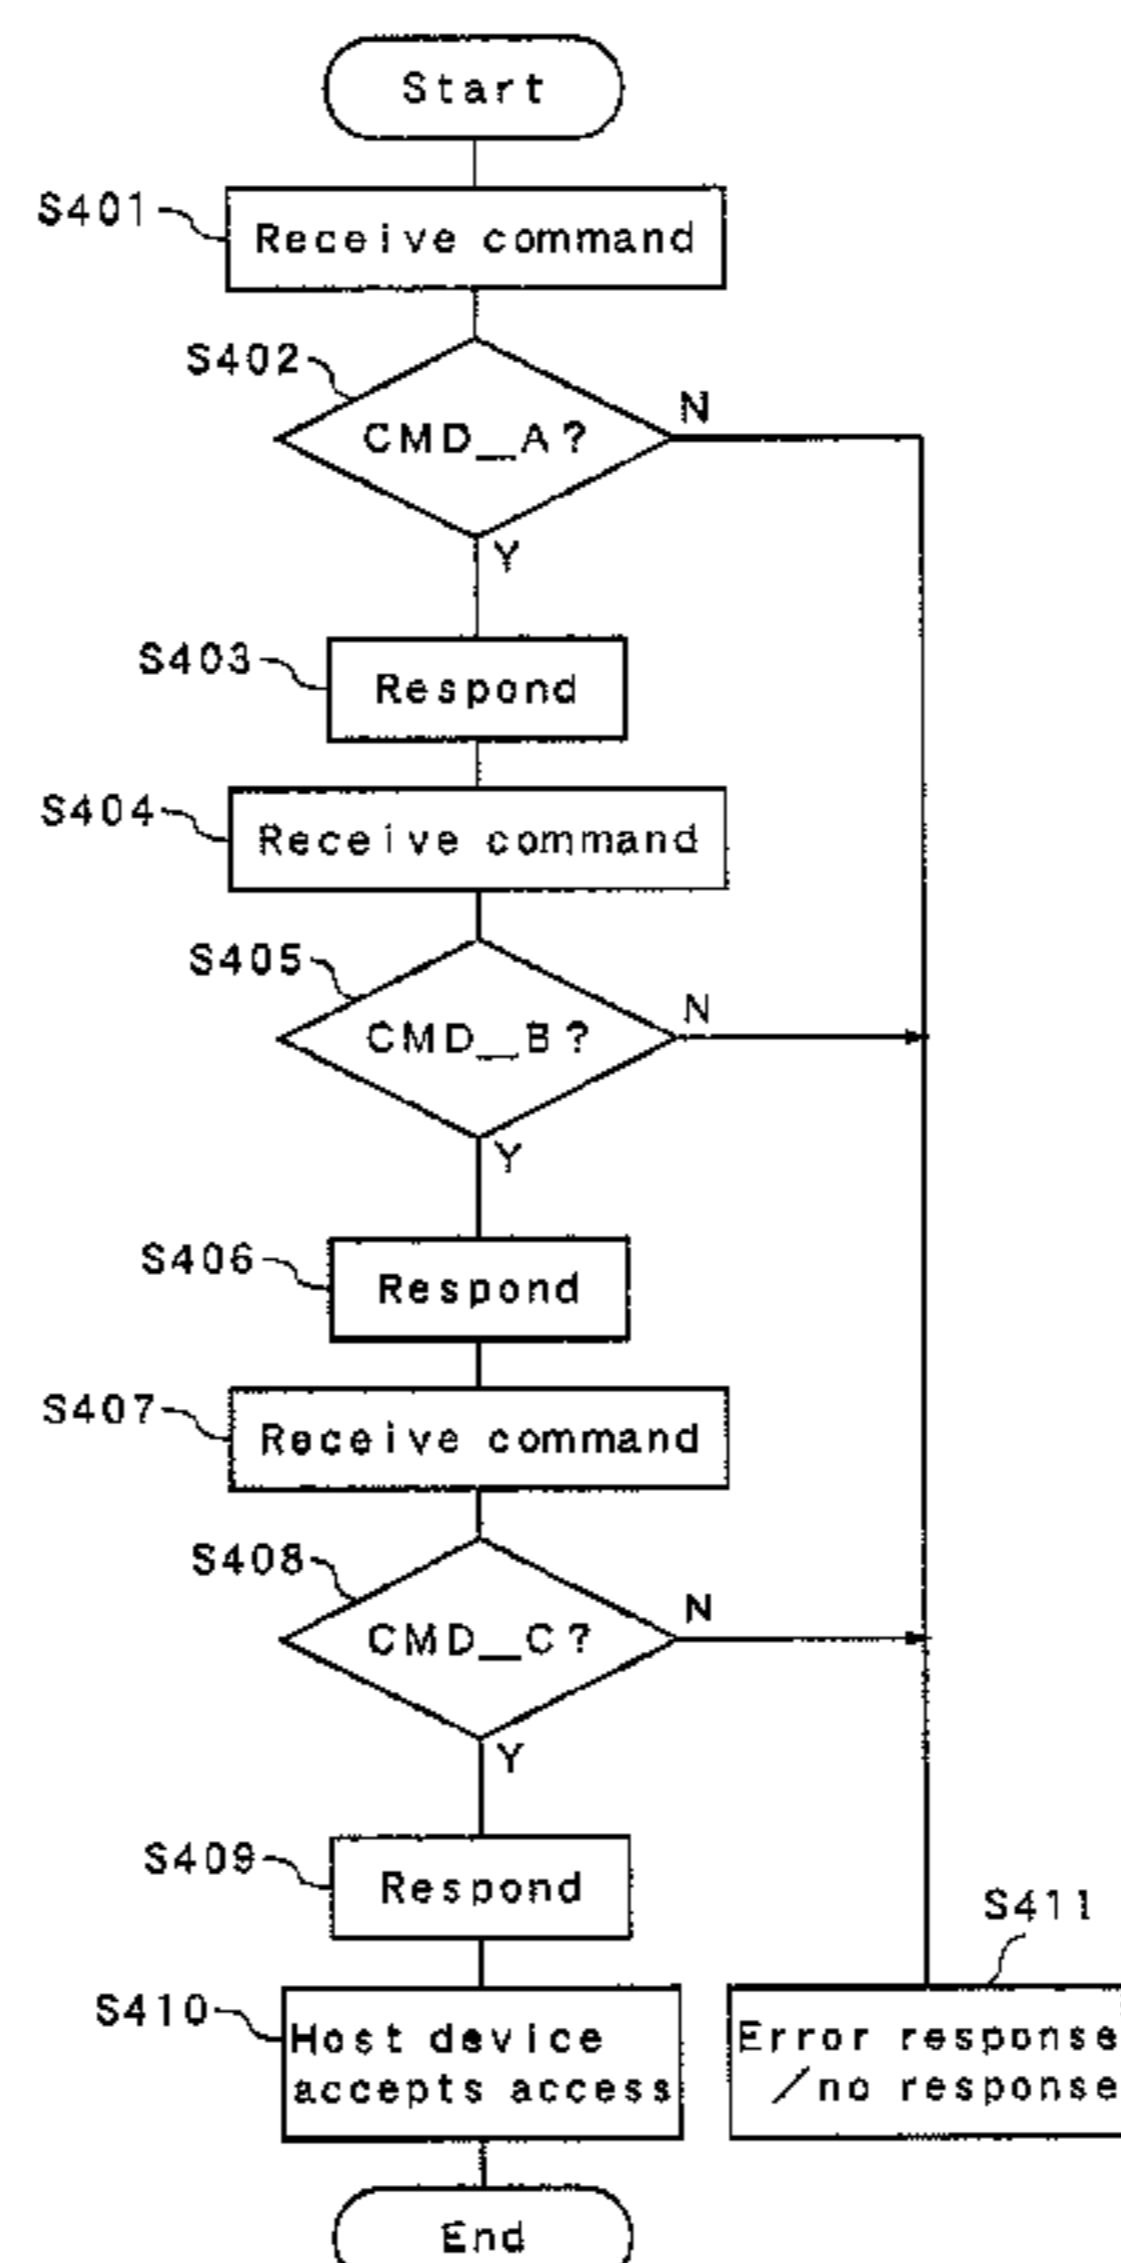 Start
S401
Receive command
S402
CMD_A?
N
Y
S403
Respond
S404
Receive command
S405
CMD_B?
N
Y
S406
Respond
S407
Receive command
S408
CMD_C?
N
Y
S409
Respond
S411
S410
Host device
accepts access
Error response
/no response
End